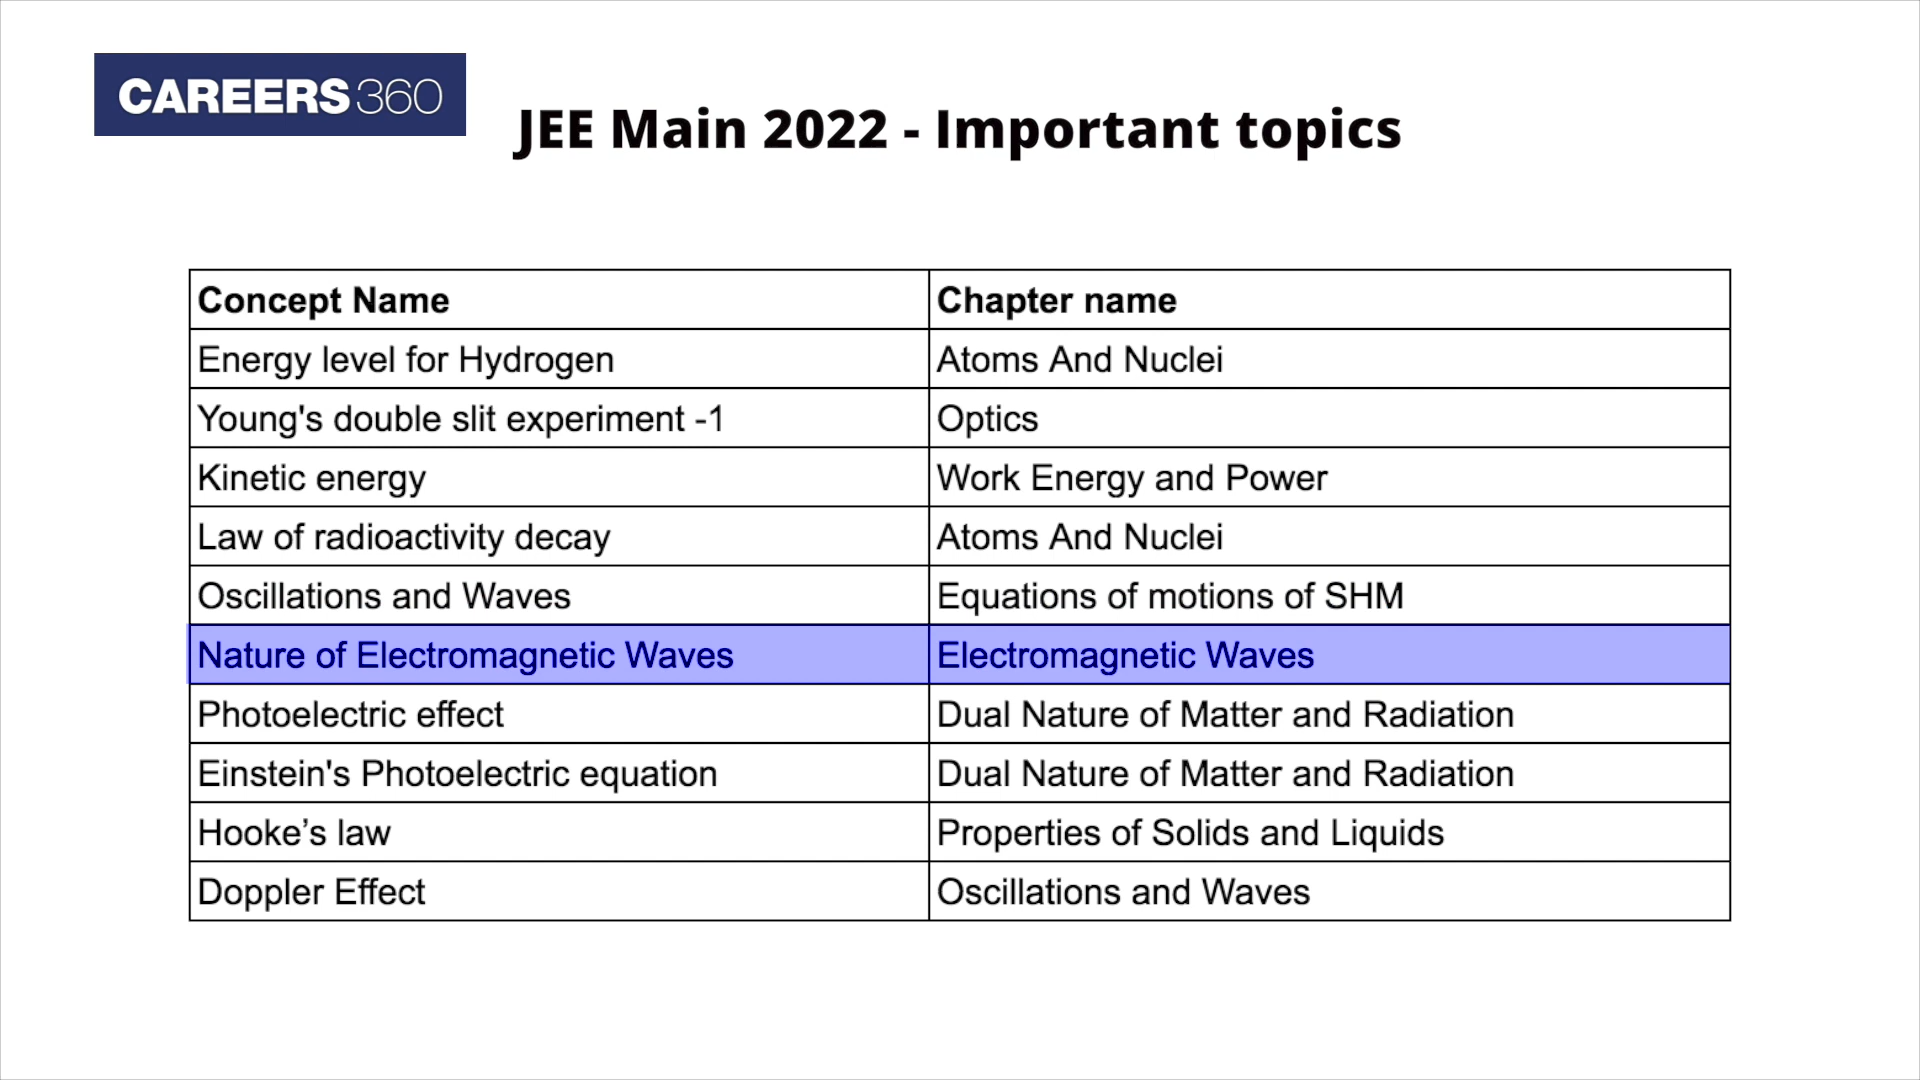 CAREERS360
JEE Main 2022 - Important topics
Concept Name Chapter name
Energy level for Hydrogen Atoms And Nuclei
Young's double slit experiment -1 Optics
Kinetic energy Work Energy and Power
Law of radioactivity decay Atoms And Nuclei
Oscillations and Waves Equations of motions of SHM
Nature of Electromagnetic Waves Electromagnetic Waves
Photoelectric effect Dual Nature of Matter and Radiation
Einstein's Photoelectric equation Dual Nature of Matter and Radiation
Hooke’s law Properties of Solids and Liquids
Doppler Effect Oscillations and Waves